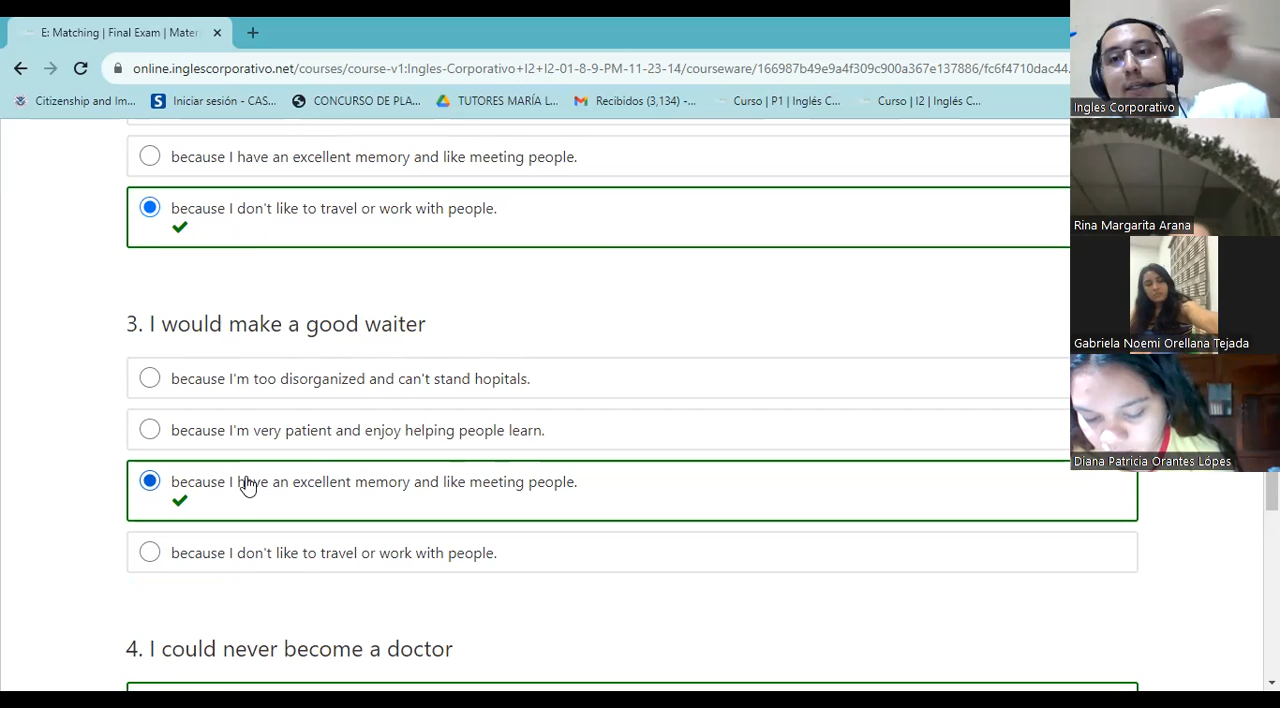 E: Matching | Final Exam | Mater
online.inglescorporativo.net/courses/course-v1:Ingles-Corporativo+I2+I2-01-8-9-PM-11-23-14/courseware/166987b49e9a4f309c900a367e137886/fc6f4710dac44...
Citizenship and Im... Iniciar sesión - CAS... CONCURSO DE PLA... TUTORES MARÍA L... Recibidos (3,134) -... Curso | P1 | Inglés C... Curso | I2 | Inglés C...
Ingles Corporativo
because I have an excellent memory and like meeting people.
because I don't like to travel or work with people.
Rina Margarita Arana
3. I would make a good waiter
Gabriela Noemi Orellana Tejada
because I'm too disorganized and can't stand hopitals.
because I'm very patient and enjoy helping people learn.
Diana Patricia Orantes Lópes
because I have an excellent memory and like meeting people.
because I don't like to travel or work with people.
4. I could never become a doctor